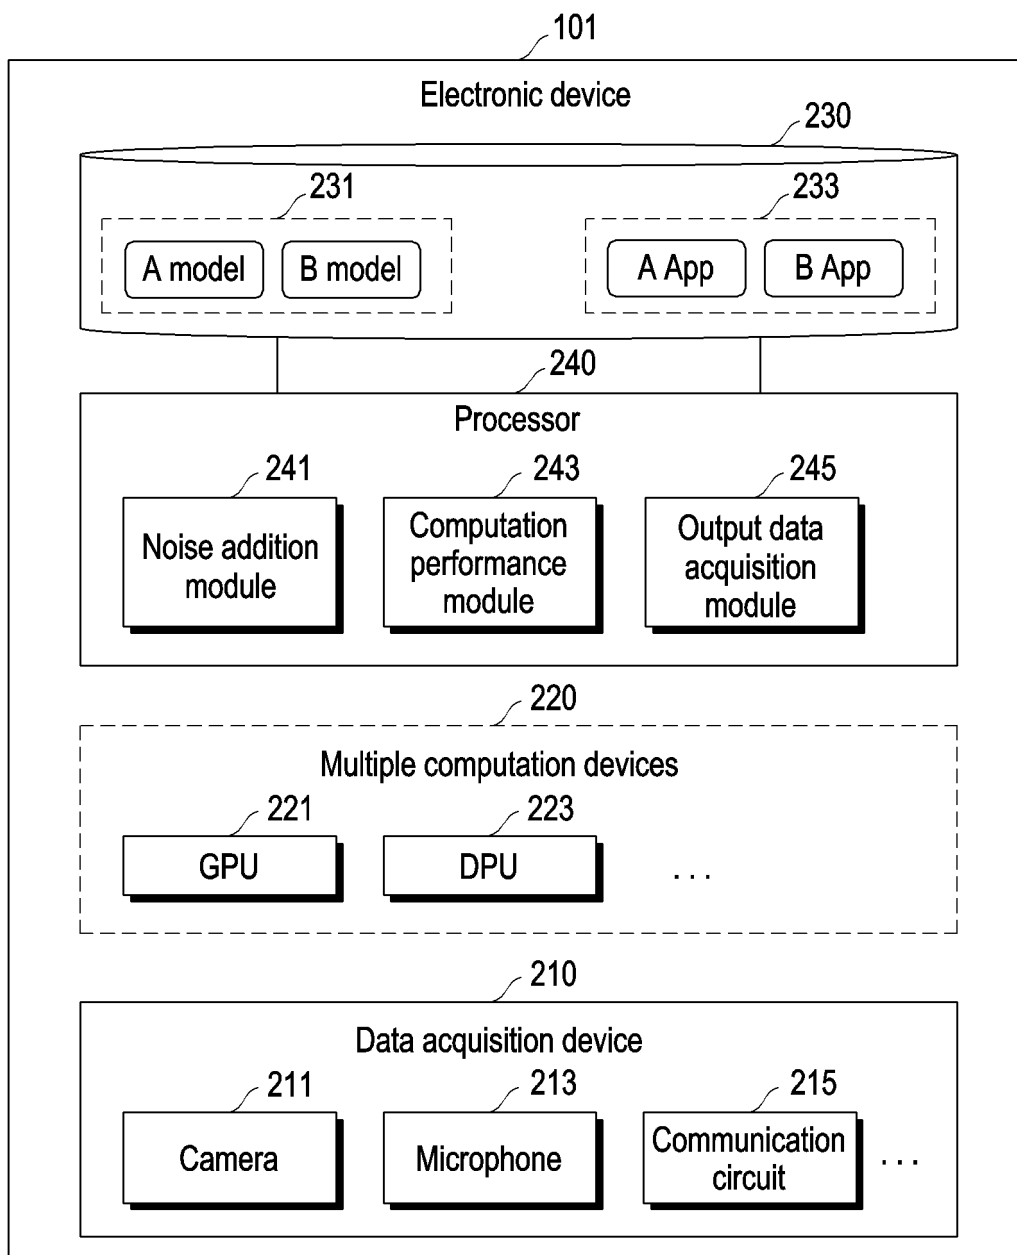 101
Electronic device
230
231
233
A model
B model
A App
B App
240
Processor
241
243
245
Noise addition
module
Computation
performance
module
Output data
acquisition
module
220
Multiple computation devices
221
223
GPU
DPU
...
210
Data acquisition device
211
213
215
Camera
Microphone
Communication
circuit
...